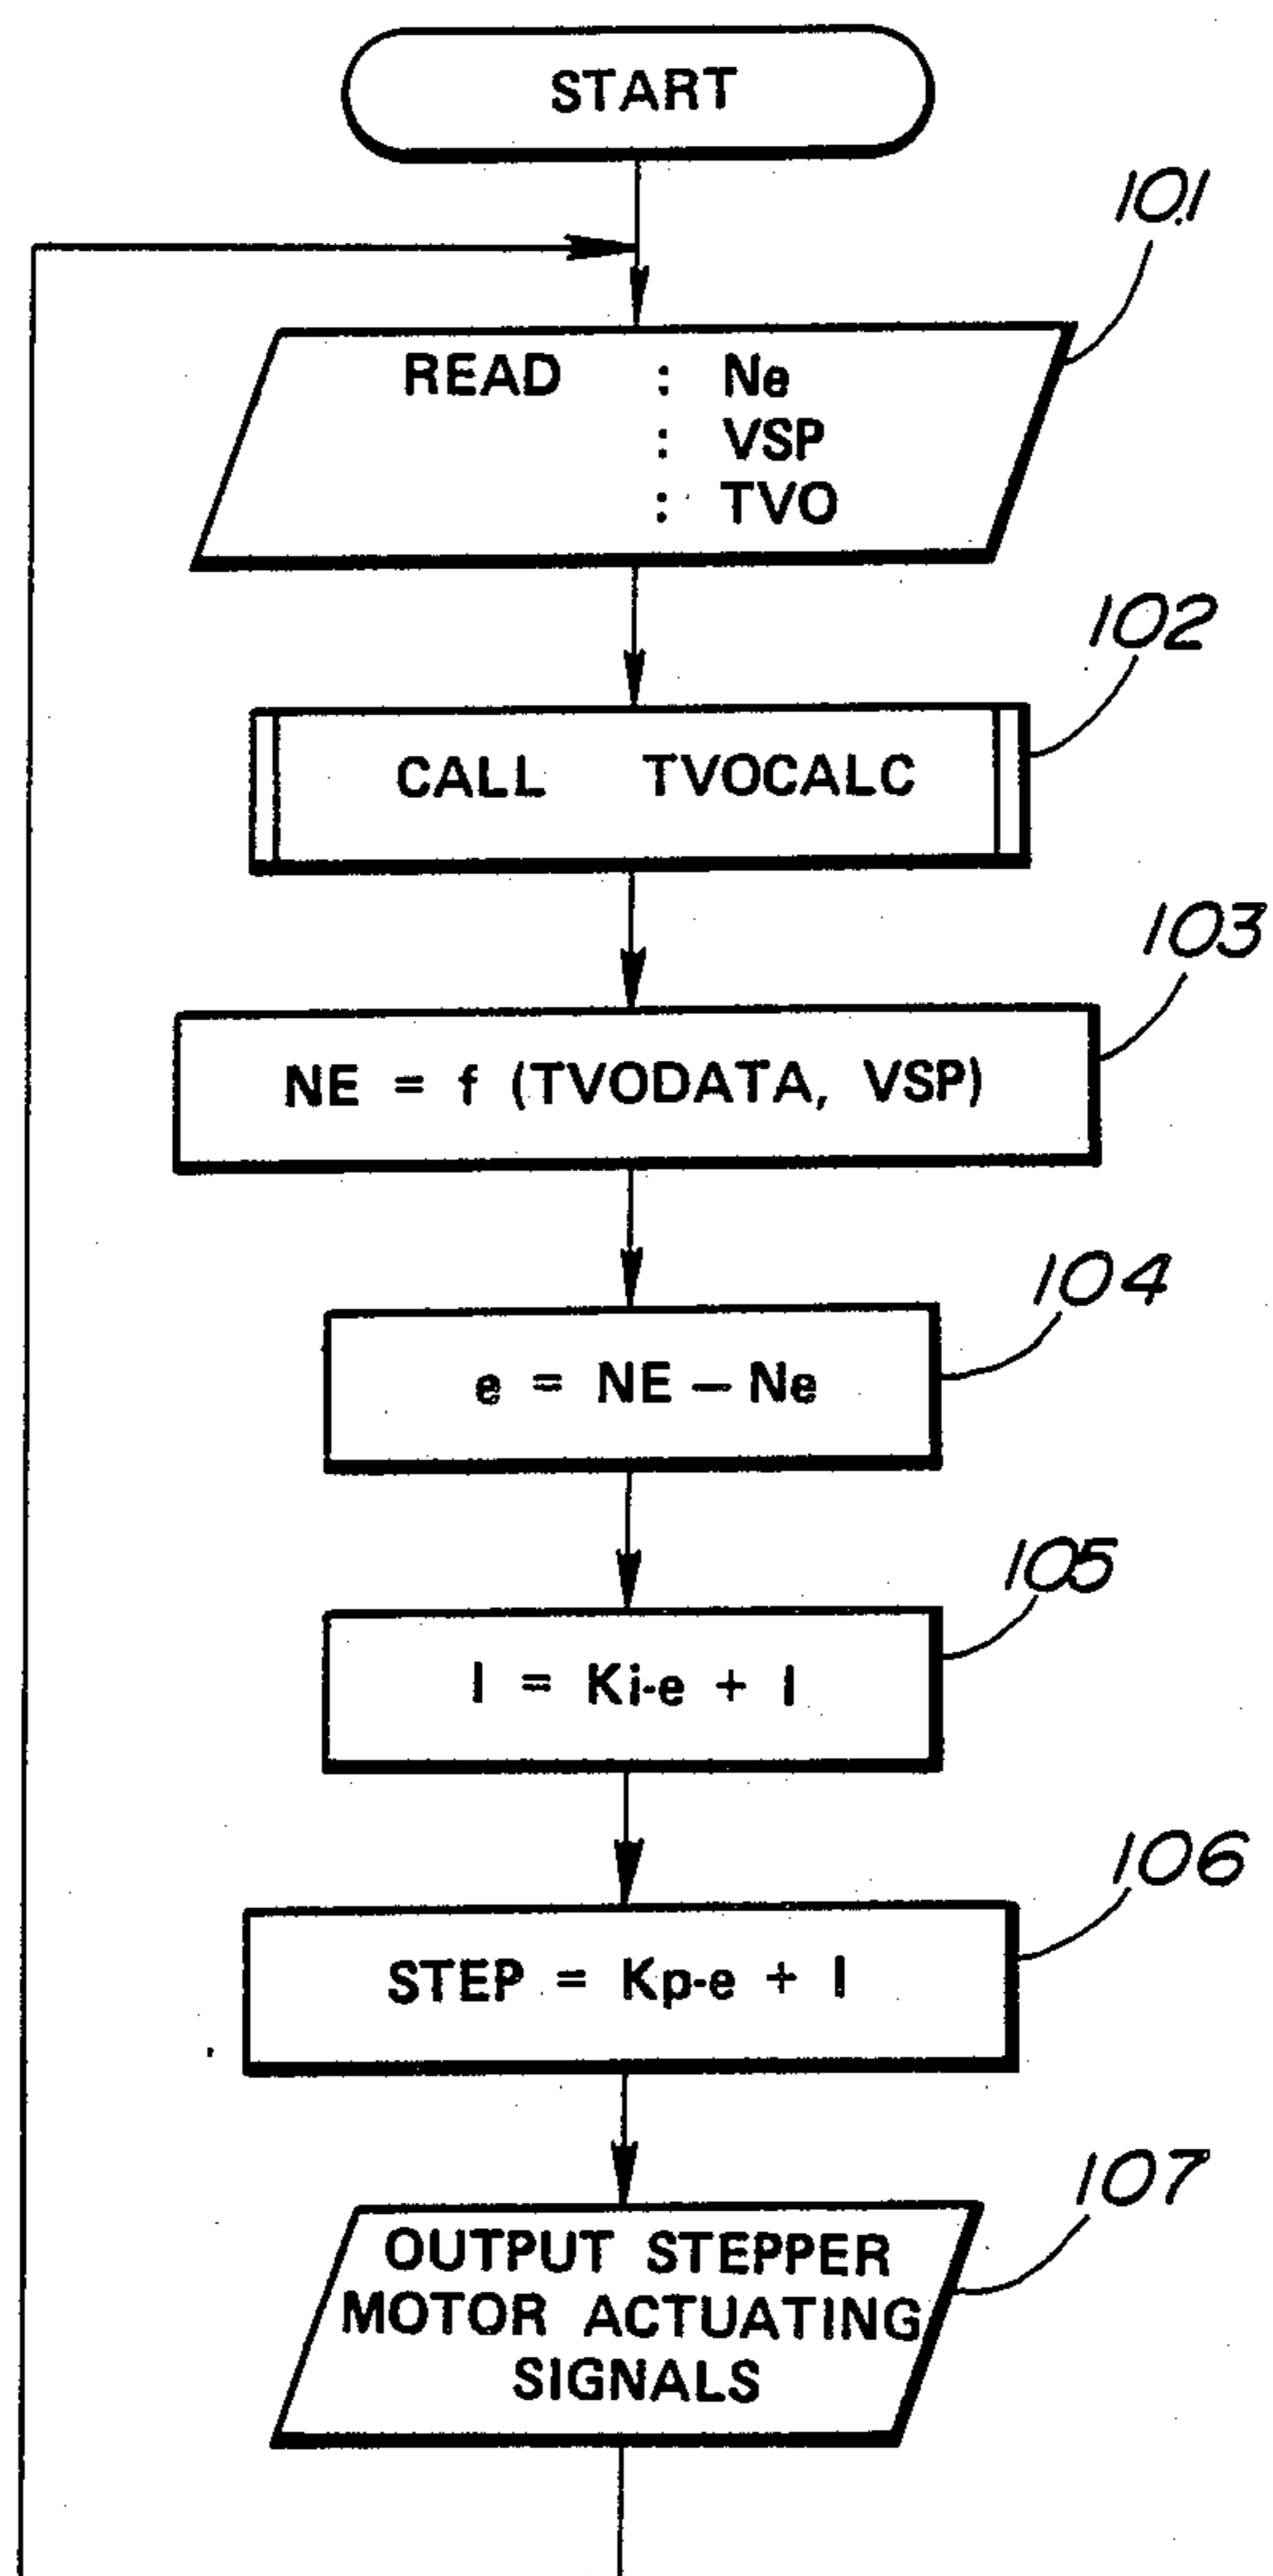 START
101
READ : Ne
: VSP
: TVO
102
CALL TVOCALC
103
NE = f (TVODATA, VSP)
104
e = NE – Ne
105
I = Ki·e + I
106
STEP = Kp·e + I
107
OUTPUT STEPPER
MOTOR ACTUATING
SIGNALS